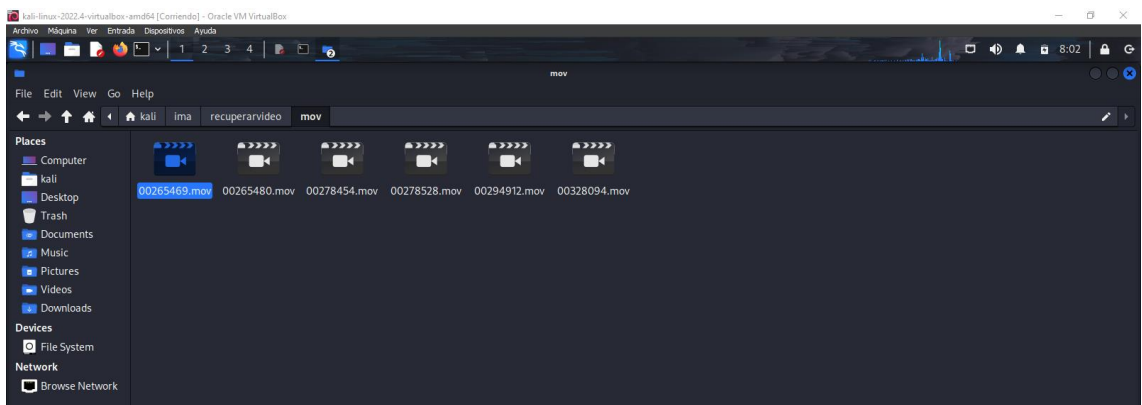 kali-linux-2022.4-virtualbox-amd64 [Corriendo] - Oracle VM VirtualBox
Archivo Máquina Ver Entrada Dispositivos Ayuda
1 2 3 4 2 8:02
mov
File Edit View Go Help
kali ima recuperarvideo mov
Places
Computer
kali
Desktop
Trash
Documents
Music
Pictures
Videos
Downloads
Devices
File System
Network
Browse Network
00265469.mov 00265480.mov 00278454.mov 00278528.mov 00294912.mov 00328094.mov